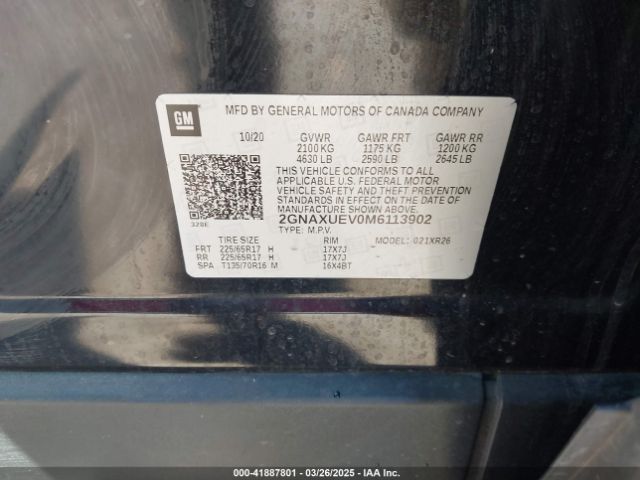 GM
MFD BY GENERAL MOTORS OF CANADA COMPANY
10/20 GVWR GAWR FRT GAWR RR
2100 KG 1175 KG 1200 KG
4630 LB 2590 LB 2645 LB
THIS VEHICLE CONFORMS TO ALL
APPLICABLE U.S. FEDERAL MOTOR
VEHICLE SAFETY AND THEFT PREVENTION
STANDARDS IN EFFECT ON THE DATE OF
MANUFACTURE SHOWN ABOVE.
2GNAXUEV0M6113902
328E TYPE: M.P.V.
TIRE SIZE RIM MODEL: 021XR26
FRT 225/65R17 H 17X7J
RR 225/65R17 H 17X7J
SPA T135/70R16 M 16X4BT
000-41887801 | 03/26/2025 | IAA.COM